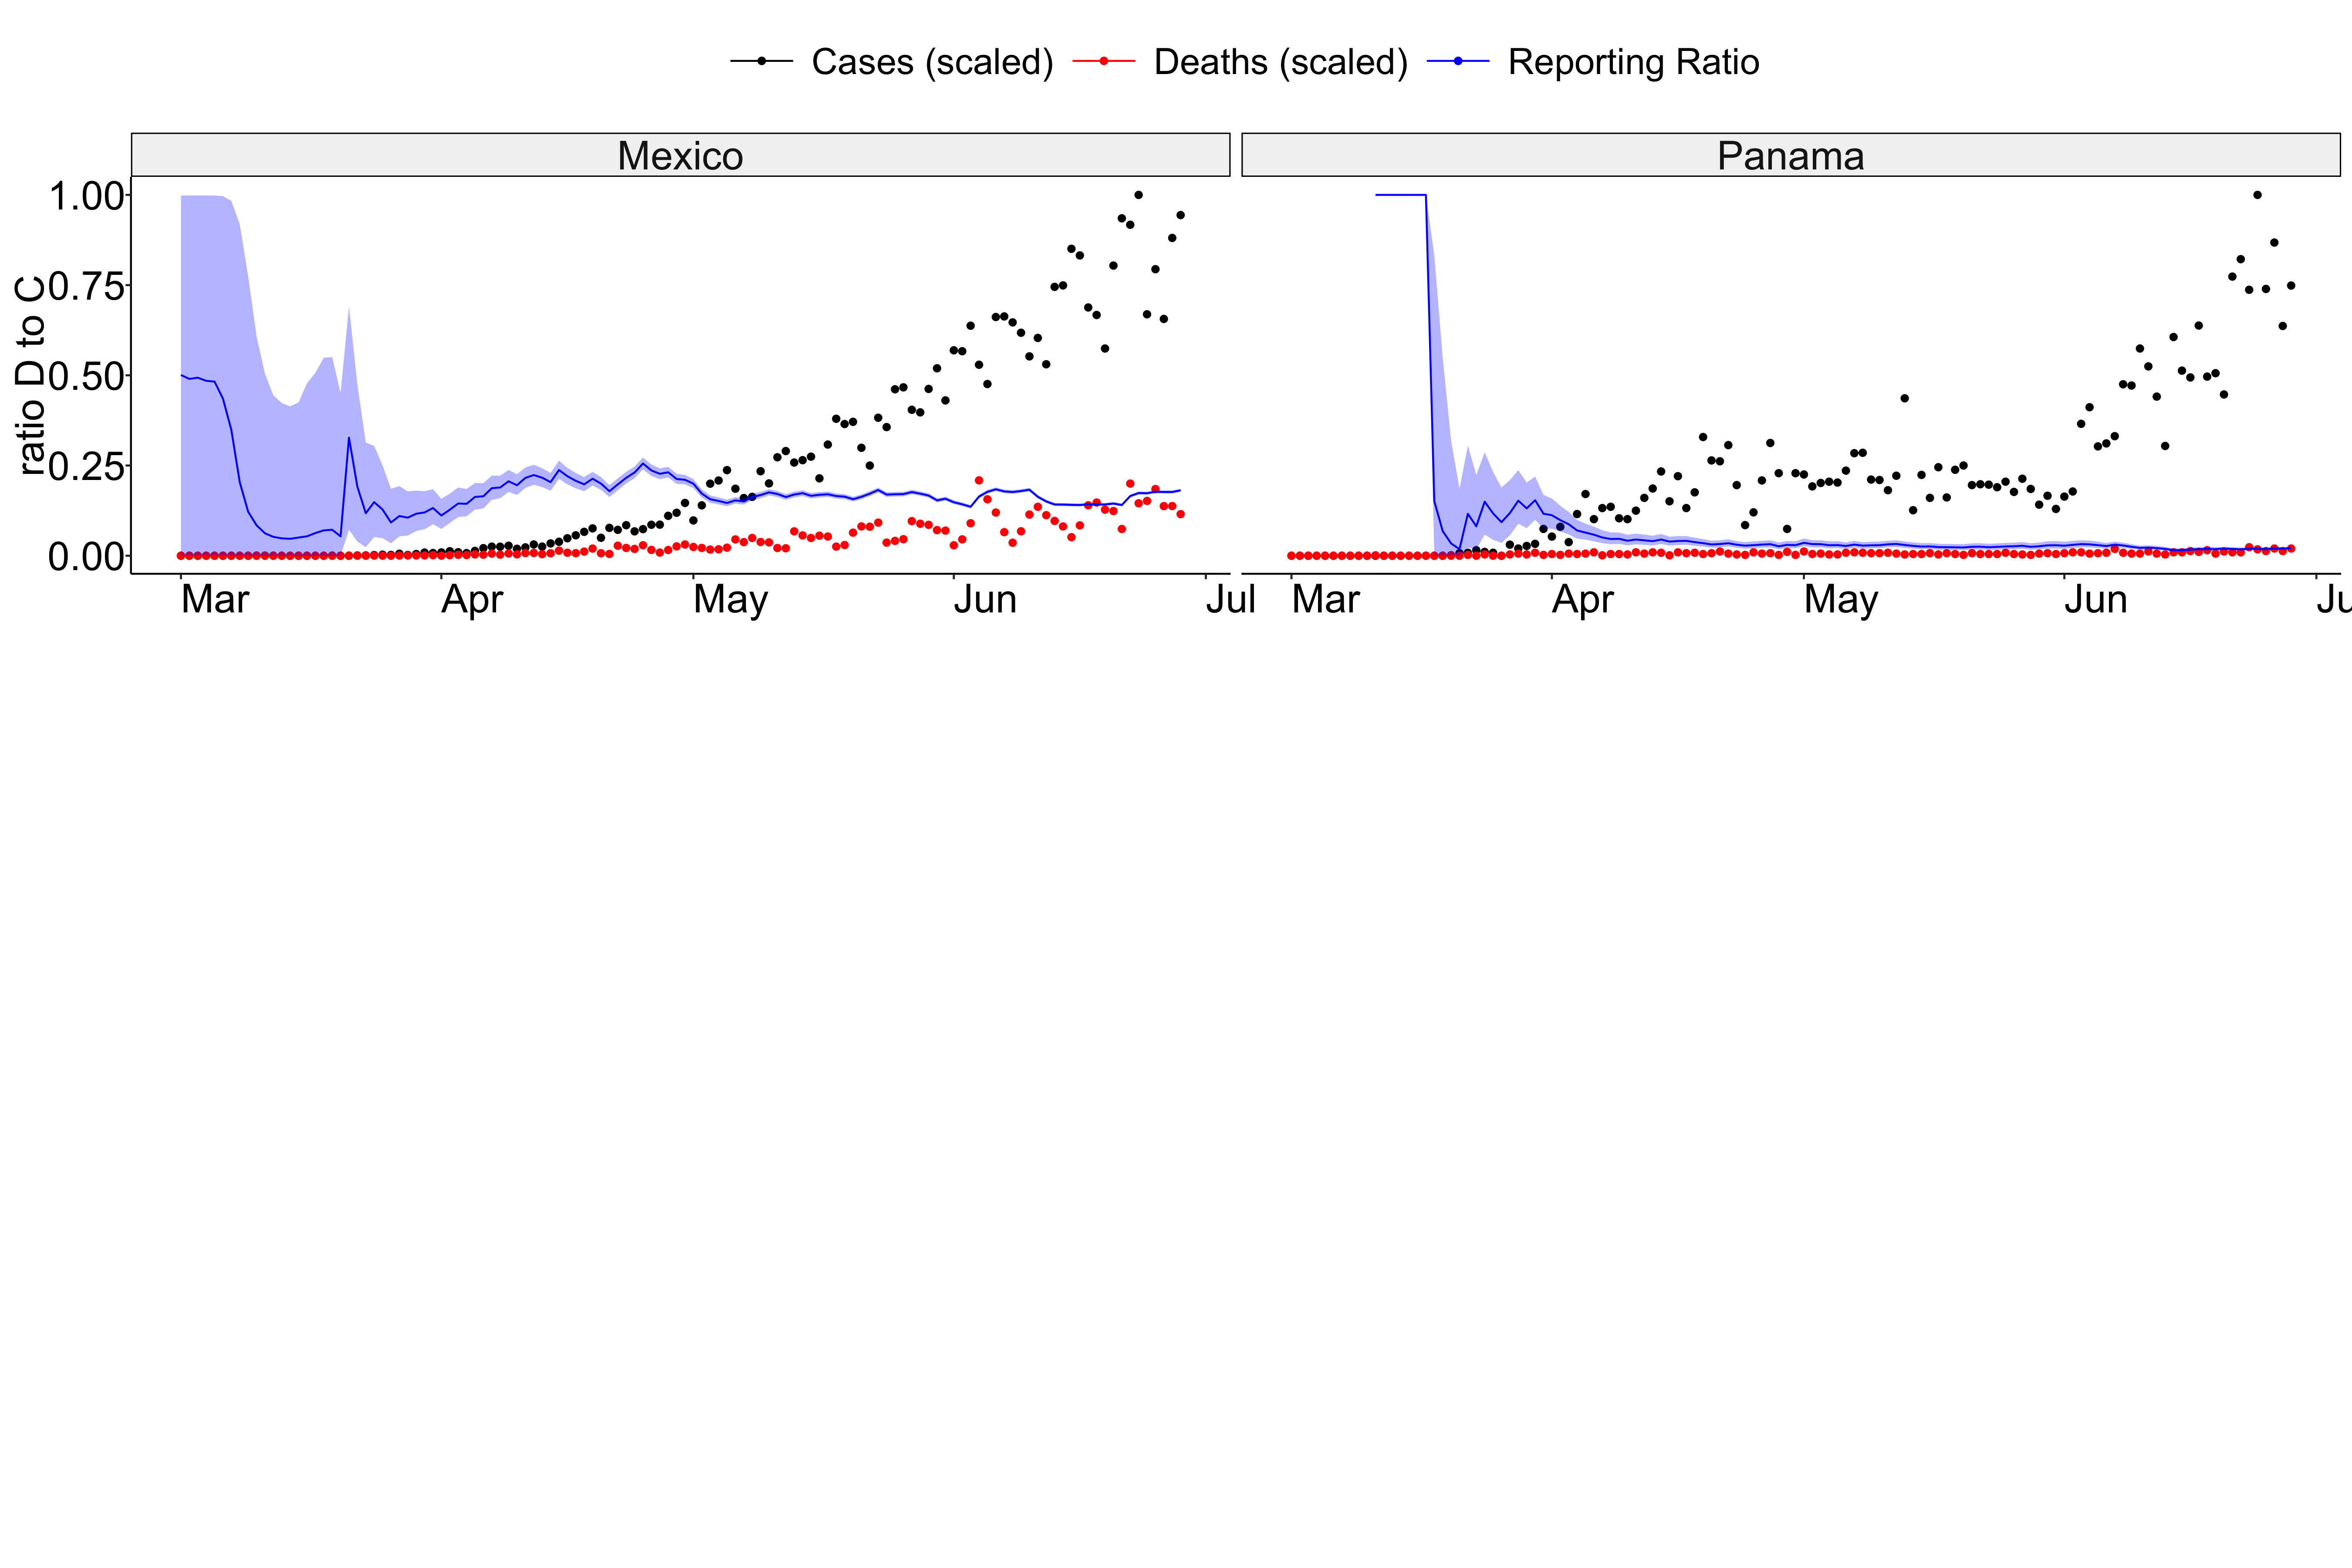 Cases (scaled) Deaths (scaled) Reporting Ratio
Mexico Panama
ratio D to C
1.00
0.75
0.50
0.25
0.00
Mar Apr May Jun Jul Mar Apr May Jun Ju